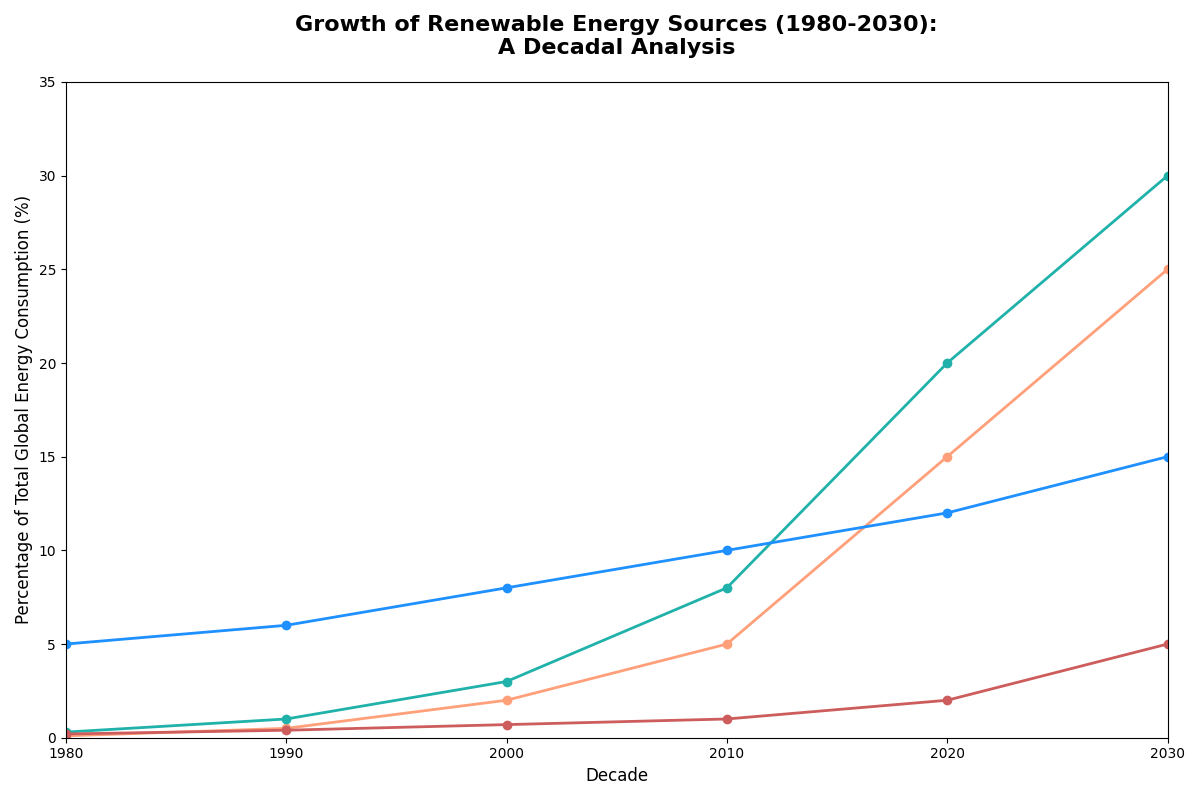 Growth of Renewable Energy Sources (1980-2030):
A Decadal Analysis
Percentage of Total Global Energy Consumption (%)
35
30
25
20
15
10
5
0
1980 1990 2000 2010 2020 2030
Decade